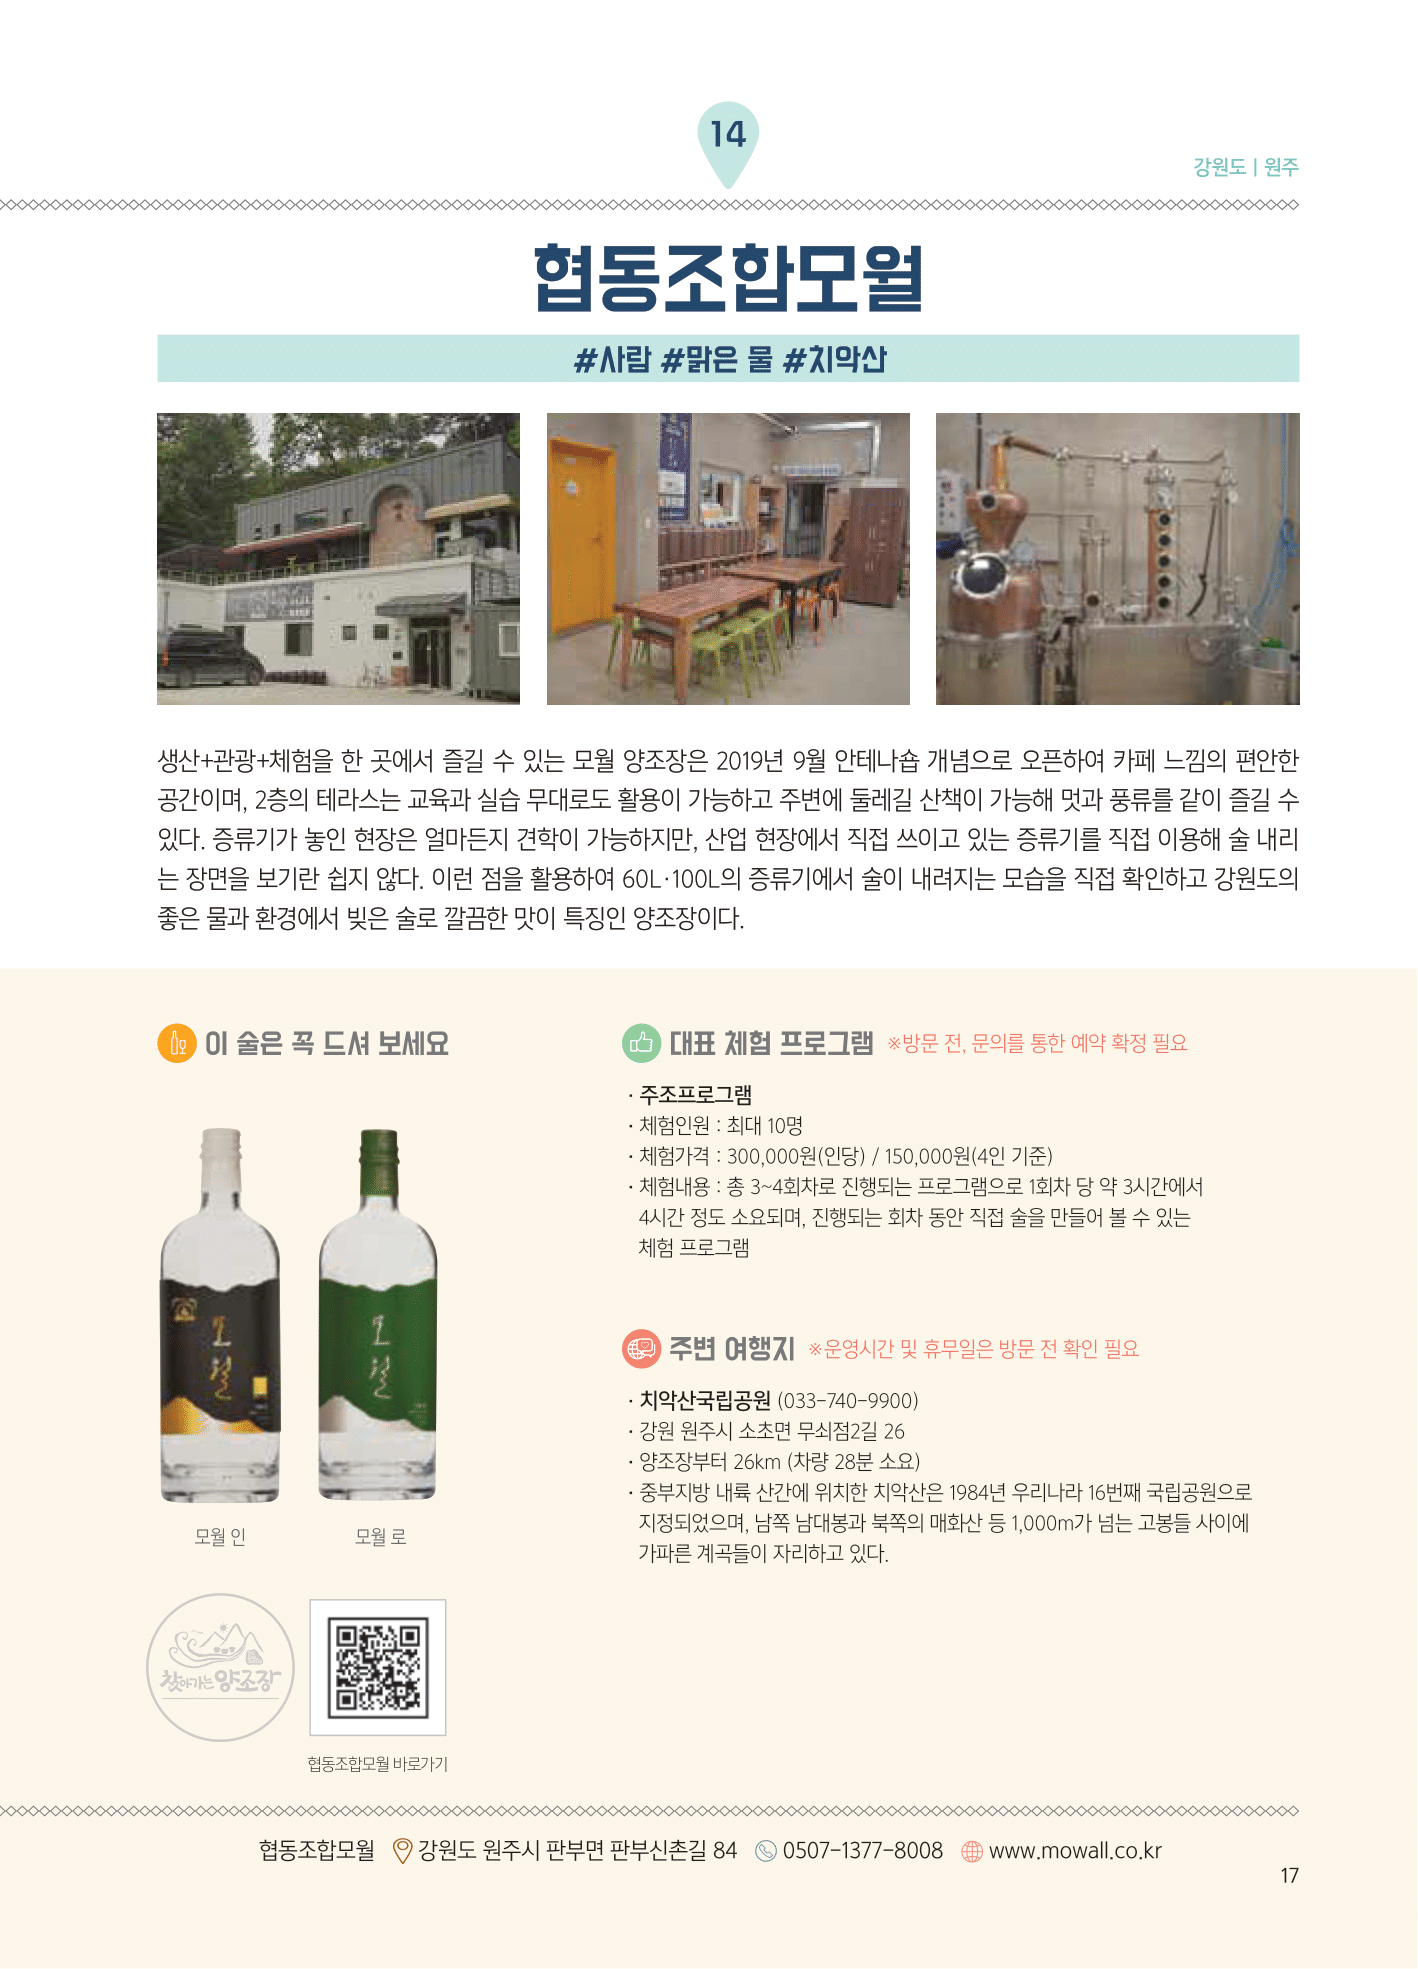 14
강원도 | 원주
협동조합모월
#사람 #맑은 물 #치악산
생산+관광+체험을 한 곳에서 즐길 수 있는 모월 양조장은 2019년 9월 안테나숍 개념으로 오픈하여 카페 느낌의 편안한
공간이며, 2층의 테라스는 교육과 실습 무대로도 활용이 가능하고 주변에 둘레길 산책이 가능해 멋과 풍류를 같이 즐길 수
있다. 증류기가 놓인 현장은 얼마든지 견학이 가능하지만, 산업 현장에서 직접 쓰이고 있는 증류기를 직접 이용해 술 내리
는 장면을 보기란 쉽지 않다. 이런 점을 활용하여 60L·100L의 증류기에서 술이 내려지는 모습을 직접 확인하고 강원도의
좋은 물과 환경에서 빚은 술로 깔끔한 맛이 특징인 양조장이다.
이 술은 꼭 드셔 보세요
모월
모월
모월 인
모월 로
찾아가는 양조장
협동조합모월 바로가기
대표 체험 프로그램 ※방문 전, 문의를 통한 예약 확정 필요
· 주조프로그램
· 체험인원 : 최대 10명
· 체험가격 : 300,000원(인당) / 150,000원(4인 기준)
· 체험내용 : 총 3~4회차로 진행되는 프로그램으로 1회차 당 약 3시간에서
4시간 정도 소요되며, 진행되는 회차 동안 직접 술을 만들어 볼 수 있는
체험 프로그램
주변 여행지 ※운영시간 및 휴무일은 방문 전 확인 필요
· 치악산국립공원 (033-740-9900)
· 강원 원주시 소초면 무쇠점2길 26
· 양조장부터 26km (차량 28분 소요)
· 중부지방 내륙 산간에 위치한 치악산은 1984년 우리나라 16번째 국립공원으로
지정되었으며, 남쪽 남대봉과 북쪽의 매화산 등 1,000m가 넘는 고봉들 사이에
가파른 계곡들이 자리하고 있다.
협동조합모월 강원도 원주시 판부면 판부신촌길 84 0507-1377-8008 www.mowall.co.kr
17